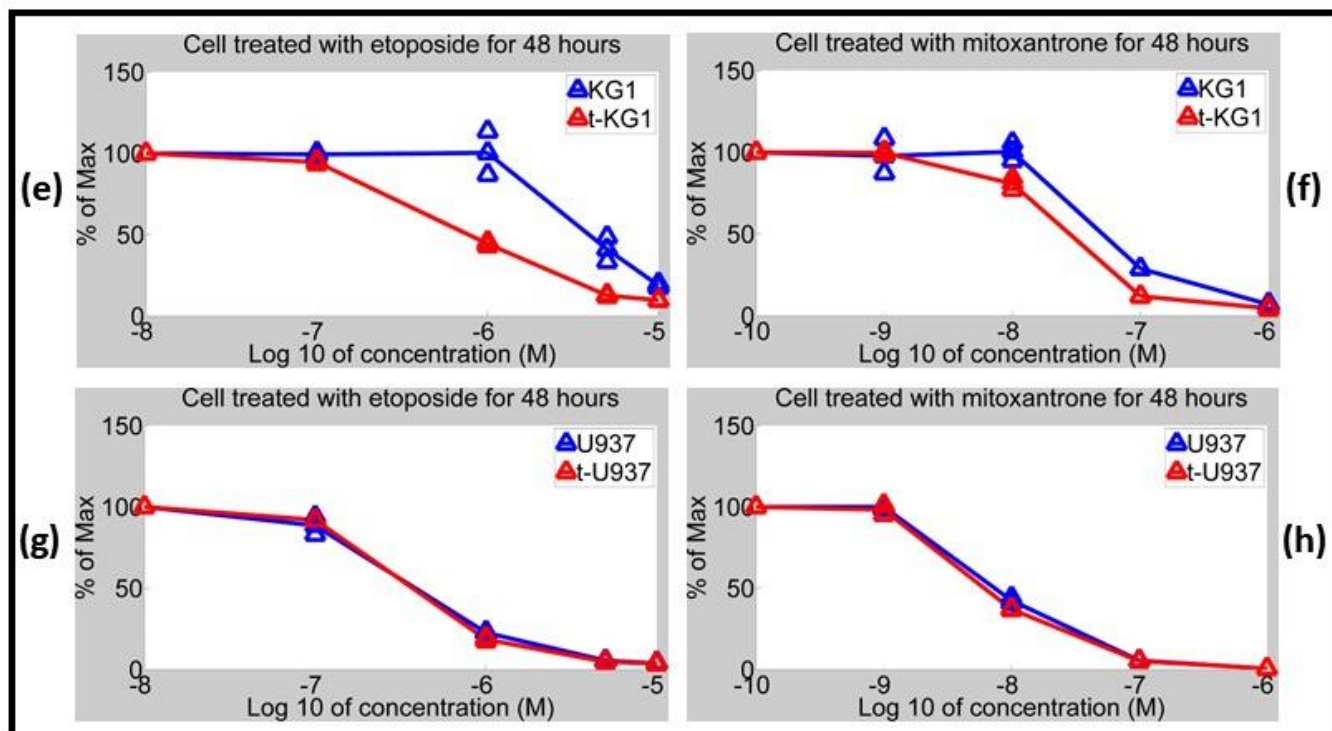 Cell treated with etoposide for 48 hours
150
100
50
0
% of Max
KG1
t-KG1
-8 -7 -6 -5
Log 10 of concentration (M)
(e)
Cell treated with mitoxantrone for 48 hours
150
100
50
0
% of Max
KG1
t-KG1
-10 -9 -8 -7 -6
Log 10 of concentration (M)
(f)
Cell treated with etoposide for 48 hours
150
100
50
0
% of Max
U937
t-U937
-8 -7 -6 -5
Log 10 of concentration (M)
(g)
Cell treated with mitoxantrone for 48 hours
150
100
50
0
% of Max
U937
t-U937
-10 -9 -8 -7 -6
Log 10 of concentration (M)
(h)